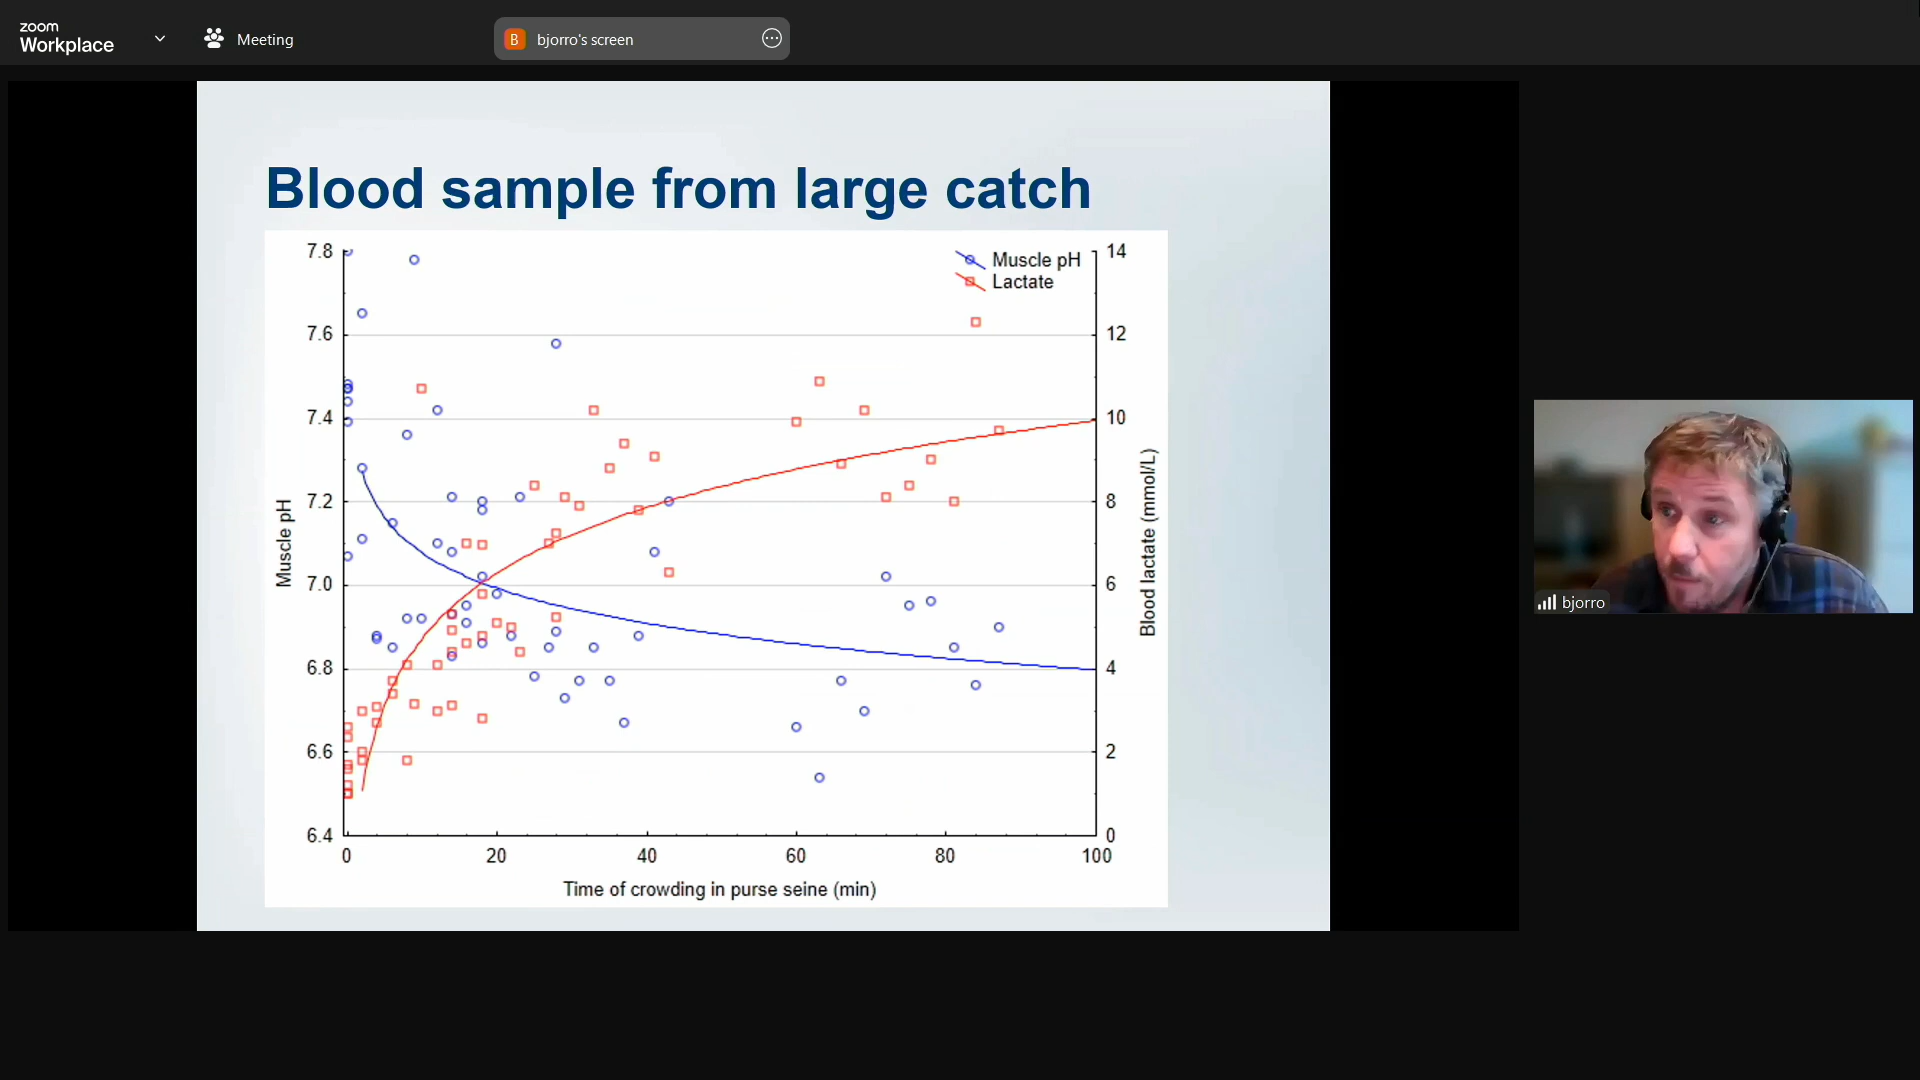 zoom
Workplace
Meeting
B bjorro's screen
Blood sample from large catch
Muscle pH
Lactate
7.8
7.6
7.4
7.2
7.0
6.8
6.6
6.4
Muscle pH
14
12
10
8
6
4
2
0
Blood lactate (mmol/L)
0 20 40 60 80 100
Time of crowding in purse seine (min)
bjorro